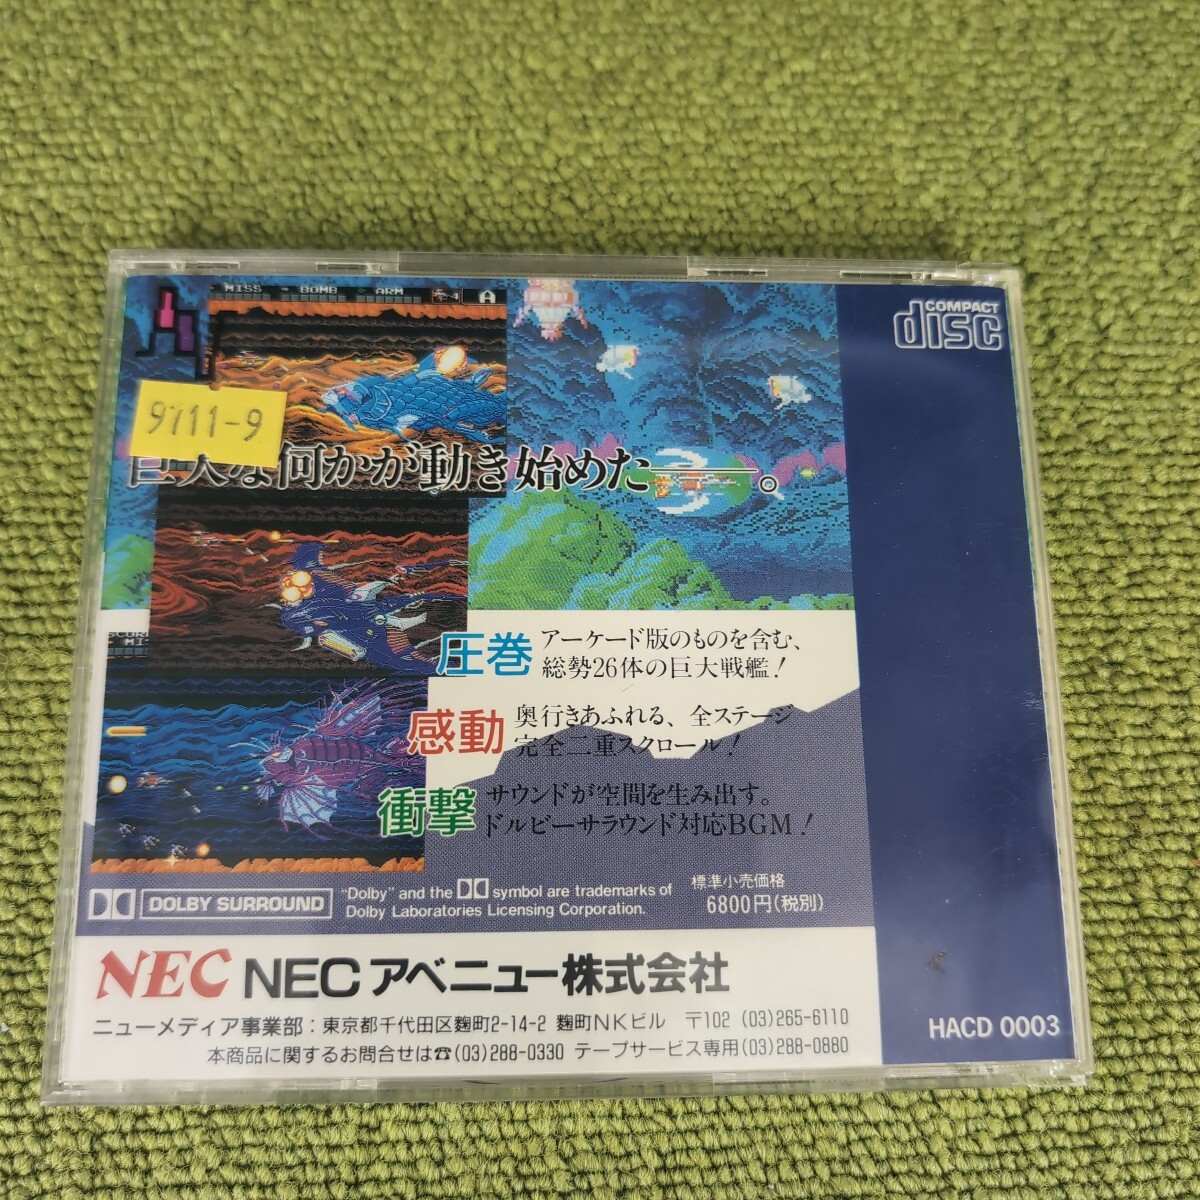 MISS BOMB ARM
4 A
COMPACT
disc
9711-9
巨大な何かが動き始めた――。
圧巻 アーケード版のものを含む、
総勢26体の巨大戦艦！
感動 奥行きあふれる、全ステージ
完全二重スクロール！
衝撃 サウンドが空間を生み出す。
ドルビーサラウンド対応BGM！
DOLBY SURROUND
"Dolby" and the symbol are trademarks of
Dolby Laboratories Licensing Corporation.
標準小売価格
6800円(税別)
NEC NECアベニュー株式会社
ニューメディア事業部：東京都千代田区麹町2-14-2 麹町NKビル 〒102 (03)265-6110
本商品に関するお問合せは☎(03)288-0330 テープサービス専用(03)288-0880
HACD 0003